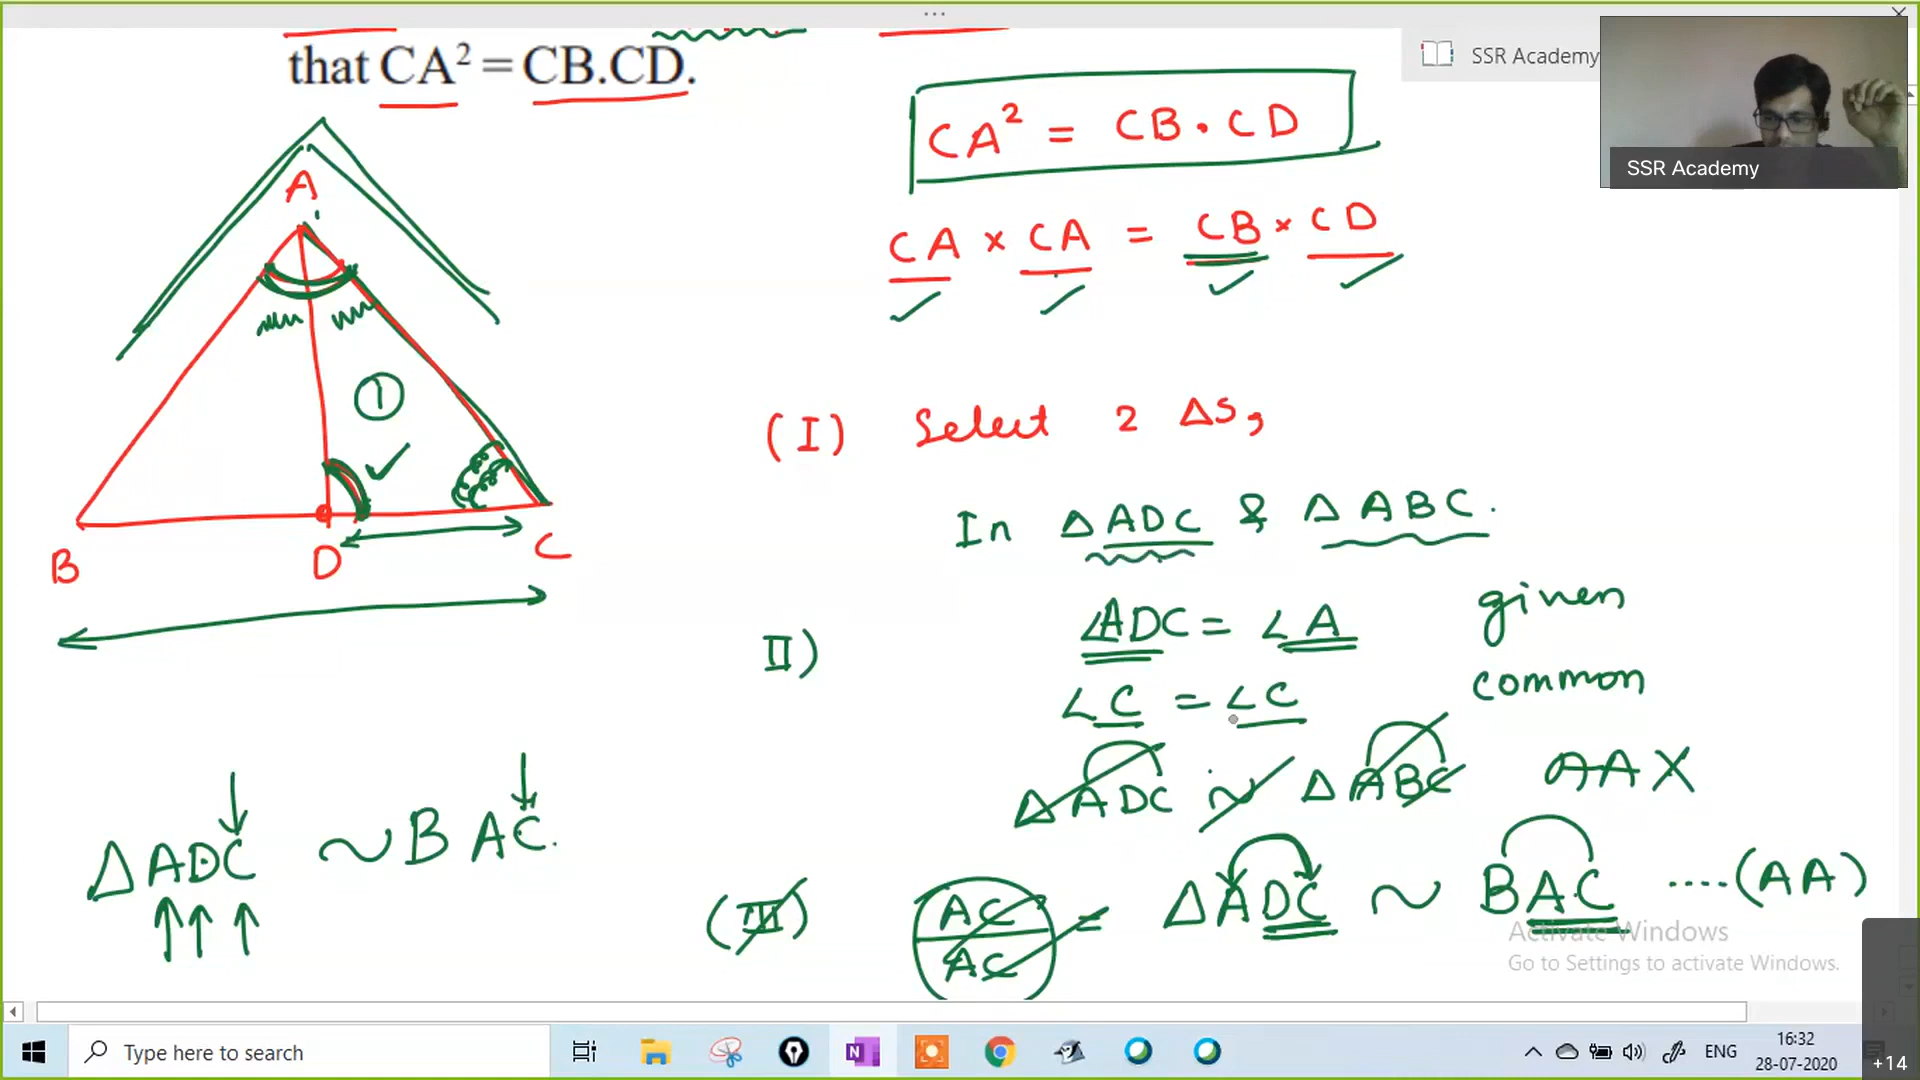 ...
that CA² = CB.CD.
SSR Academy
SSR Academy
CA² = CB · CD
CA × CA = CB × CD
A
(I) Select 2 ΔS,
①
In ΔADC & ΔABC.
B
D
C
II)
∠ADC = ∠A given
∠C = ∠C common
ΔADC ~ ΔABC AA X
ΔADC ~ BAC.
(III) AC
AC
= ΔADC ~ BAC ....(AA)
Activate Windows
Go to Settings to activate Windows.
Type here to search
ENG
16:32
28-07-2020
+14